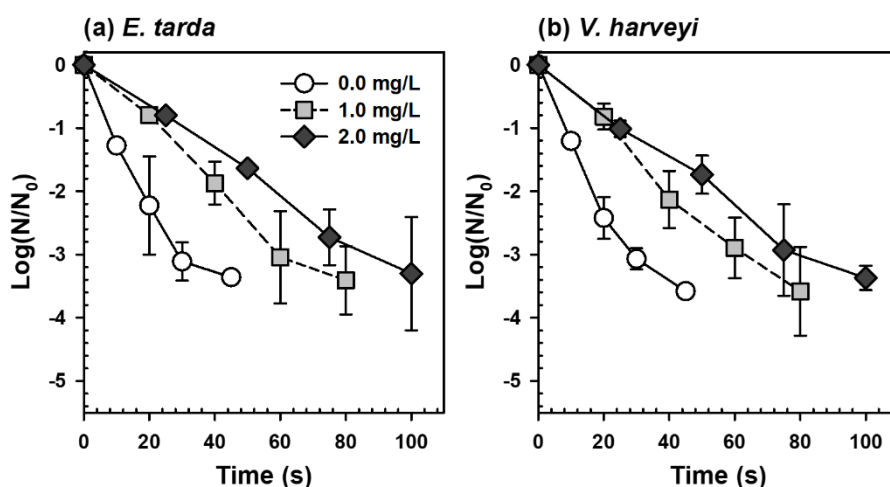 (a) E. tarda
(b) V. harveyi
0.0 mg/L
1.0 mg/L
2.0 mg/L
Log(N/N₀)
0
-1
-2
-3
-4
-5
0 20 40 60 80 100
Time (s)
Log(N/N₀)
0
-1
-2
-3
-4
-5
0 20 40 60 80 100
Time (s)